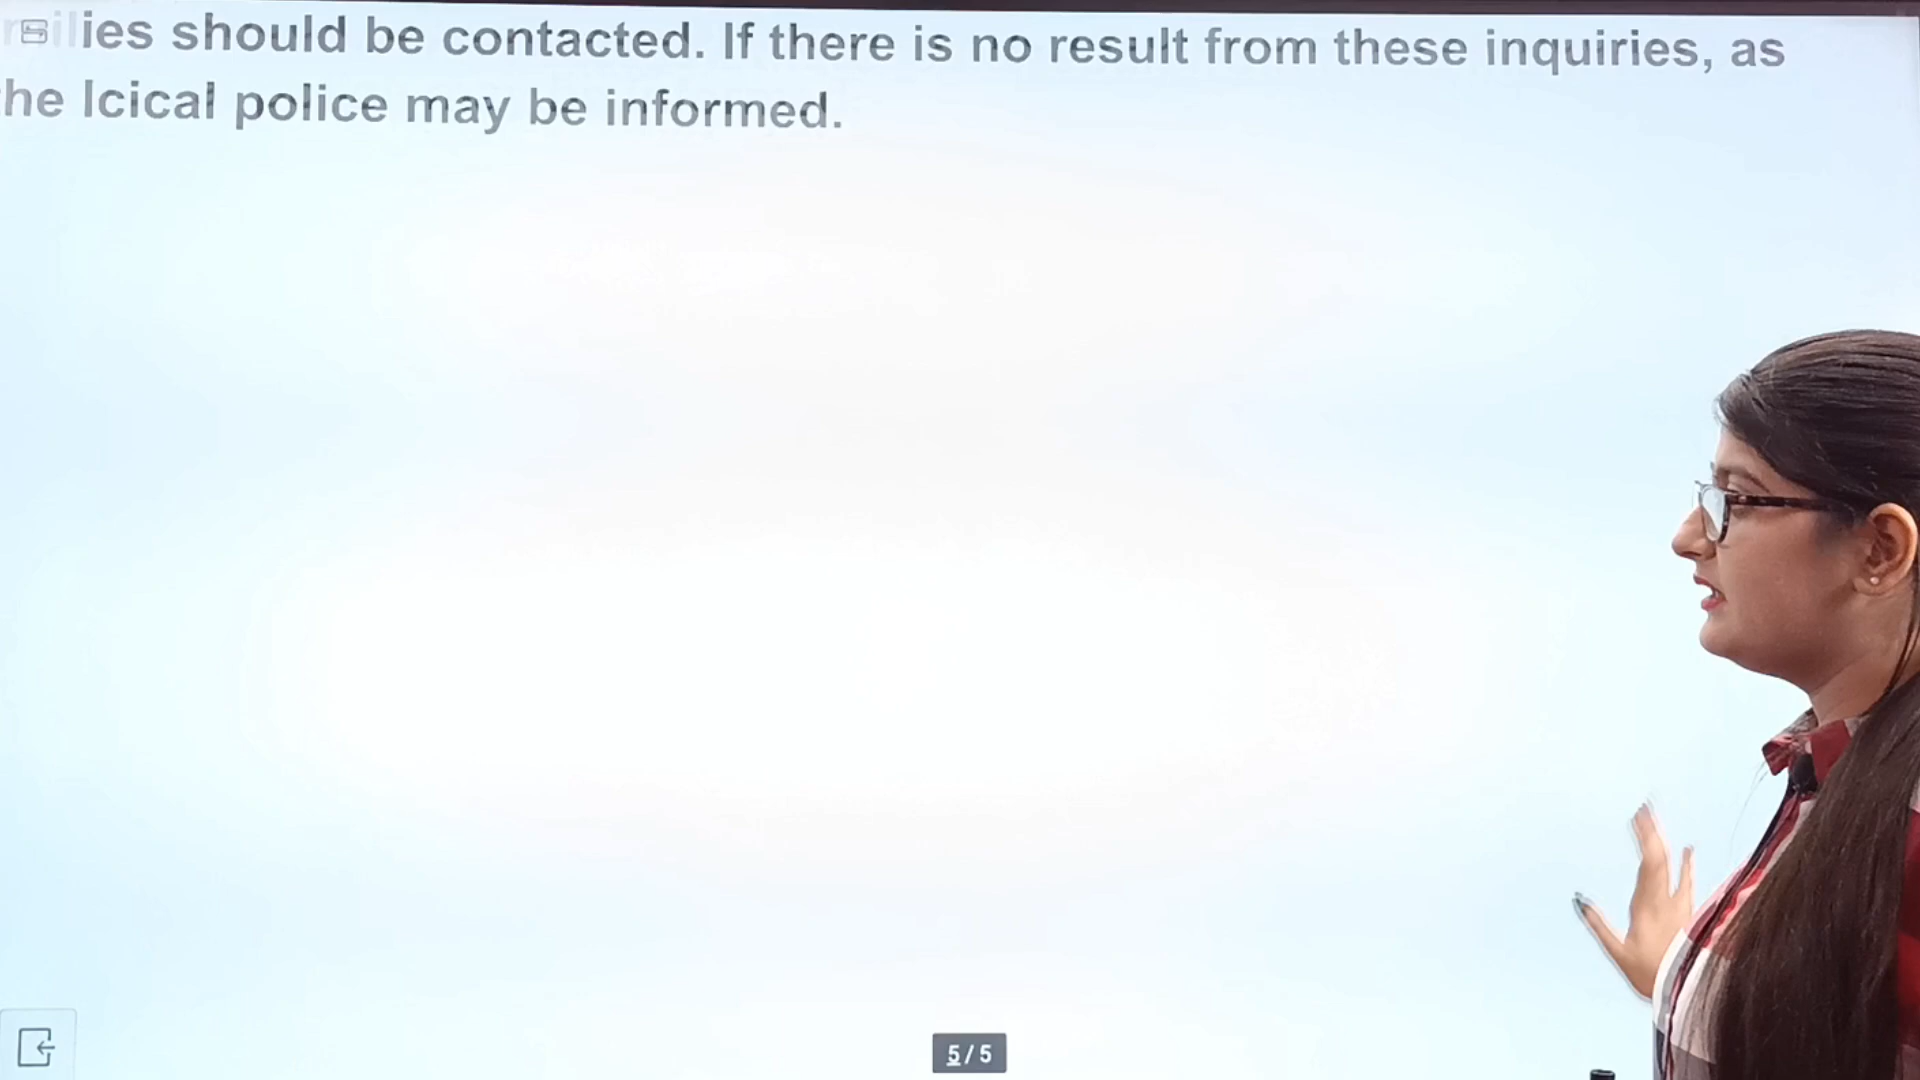 ies should be contacted. If there is no result from these inquiries, as
he lcical police may be informed.
5/5